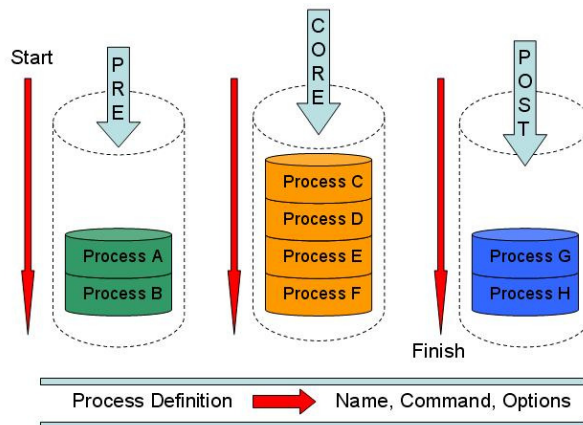 Start
PRE
CORE
POST
Process A
Process B
Process C
Process D
Process E
Process F
Process G
Process H
Finish
Process Definition
Name, Command, Options